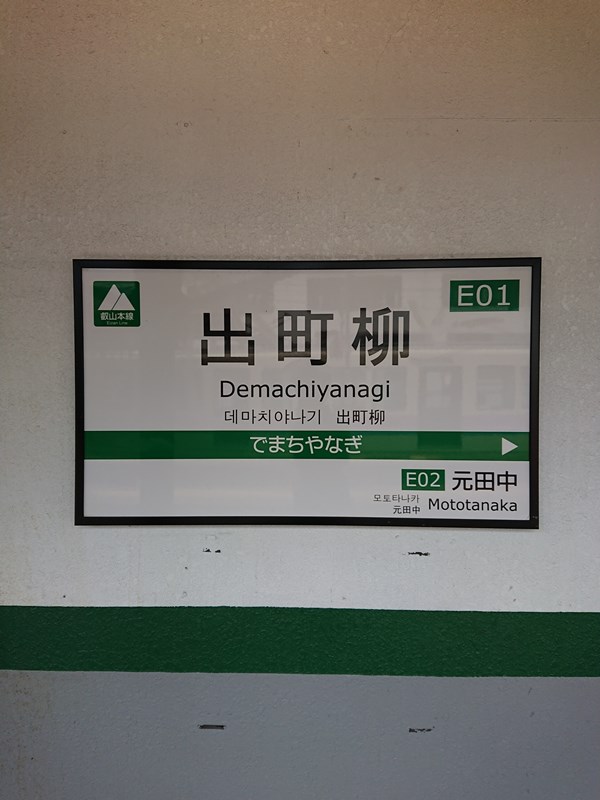 叡山本線
Eizan Line
E01
出町柳
Demachiyanagi
데마치야나기 出町柳
でまちやなぎ
E02 元田中
모토타나카
元田中
Mototanaka